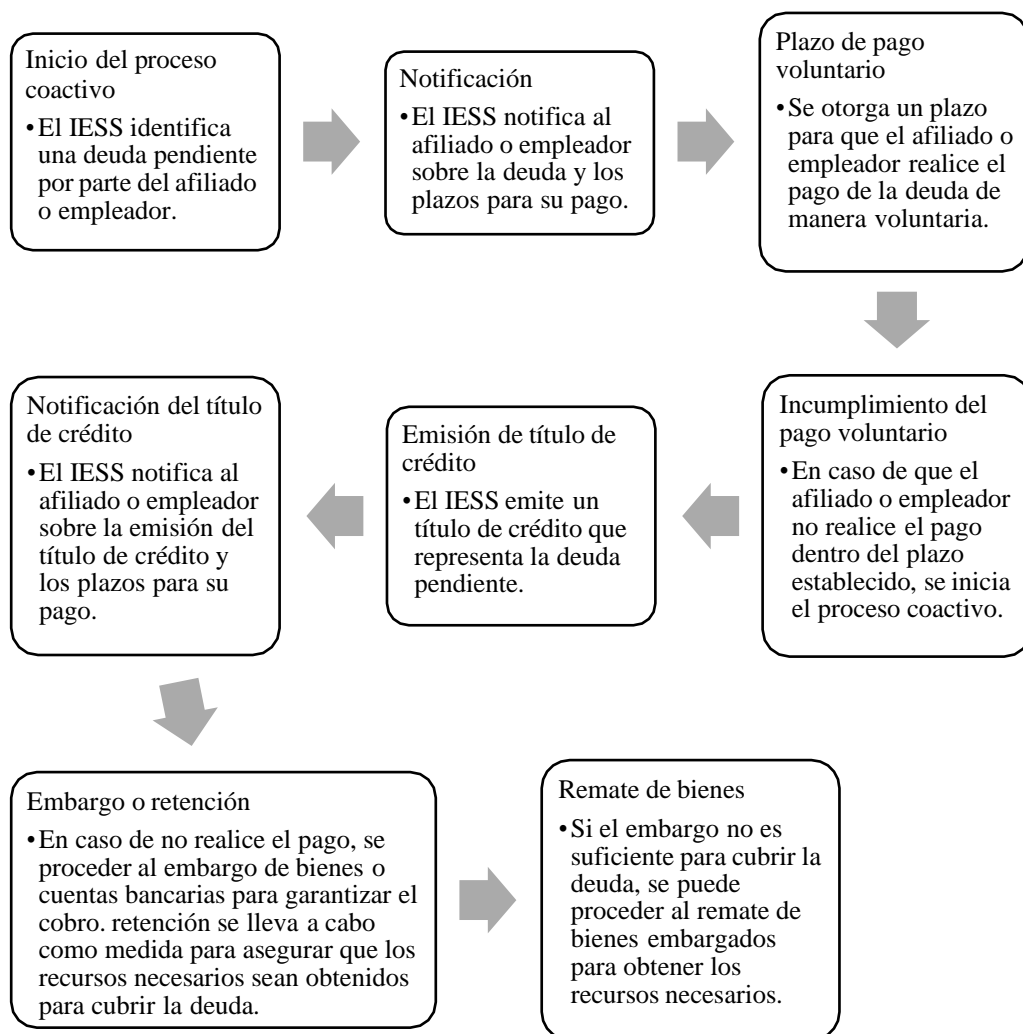 Inicio del proceso
coactivo
•El IESS identifica
una deuda pendiente
por parte del afiliado
o empleador.
Notificación
•El IESS notifica al
afiliado o empleador
sobre la deuda y los
plazos para su pago.
Plazo de pago
voluntario
•Se otorga un plazo
para que el afiliado o
empleador realice el
pago de la deuda de
manera voluntaria.
Incumplimiento del
pago voluntario
•En caso de que el
afiliado o empleador
no realice el pago
dentro del plazo
establecido, se inicia
el proceso coactivo.
Emisión de título de
crédito
•El IESS emite un
título de crédito que
representa la deuda
pendiente.
Notificación del título
de crédito
•El IESS notifica al
afiliado o empleador
sobre la emisión del
título de crédito y
los plazos para su
pago.
Embargo o retención
•En caso de no realice el pago, se
proceder al embargo de bienes o
cuentas bancarias para garantizar el
cobro. retención se lleva a cabo
como medida para asegurar que los
recursos necesarios sean obtenidos
para cubrir la deuda.
Remate de bienes
•Si el embargo no es
suficiente para cubrir la
deuda, se puede
proceder al remate de
bienes embargados
para obtener los
recursos necesarios.